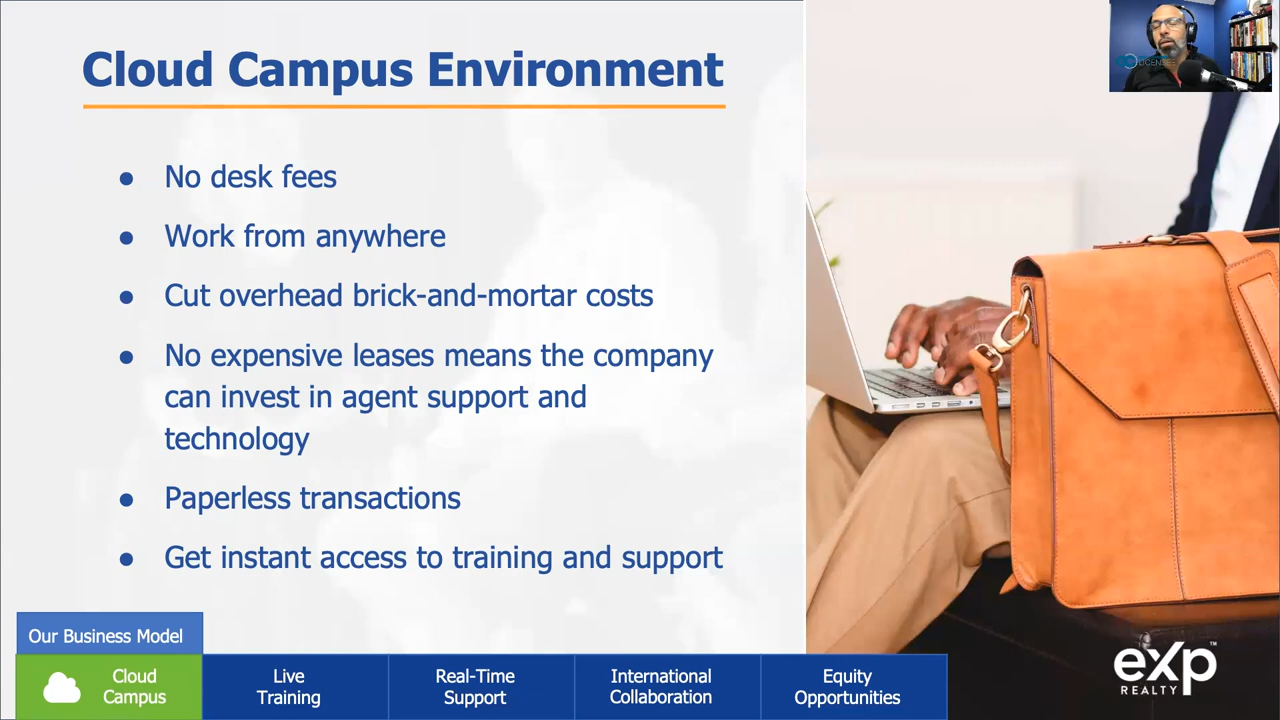 Cloud Campus Environment
LICENSEE
● No desk fees
● Work from anywhere
● Cut overhead brick-and-mortar costs
● No expensive leases means the company
can invest in agent support and
technology
● Paperless transactions
● Get instant access to training and support
Our Business Model
Cloud
Campus
Live
Training
Real-Time
Support
International
Collaboration
Equity
Opportunities
eXp™
REALTY